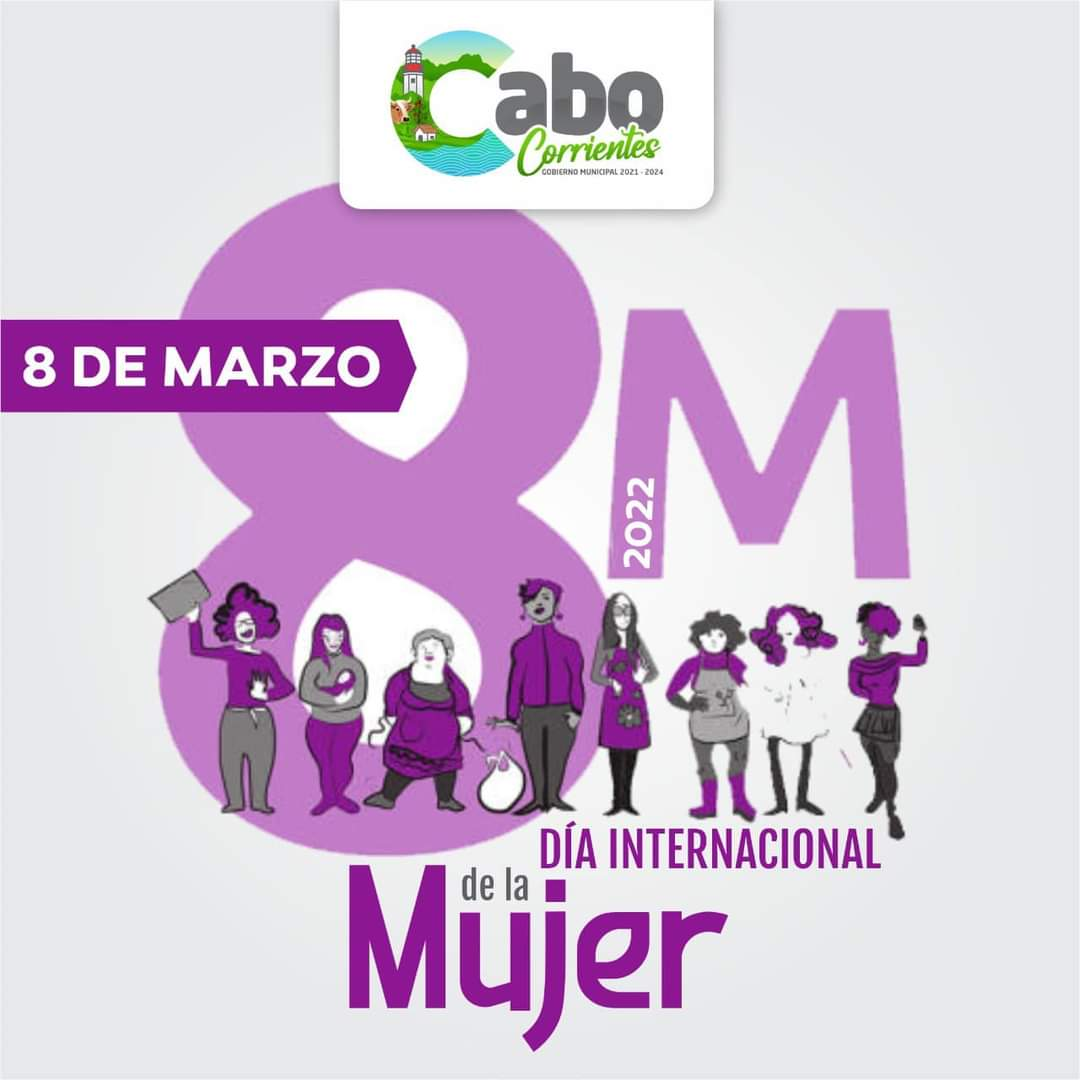 Cabo
Corrientes
GOBIERNO MUNICIPAL 2021 - 2024
8 DE MARZO
8M
2022
DÍA INTERNACIONAL
de la
Mujer